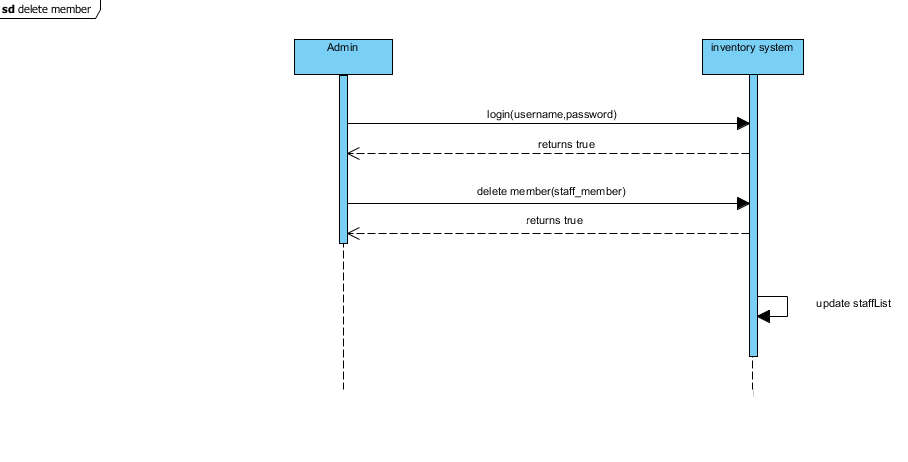 sd delete member
Admin
inventory system
login(username,password)
returns true
delete member(staff_member)
returns true
update staffList